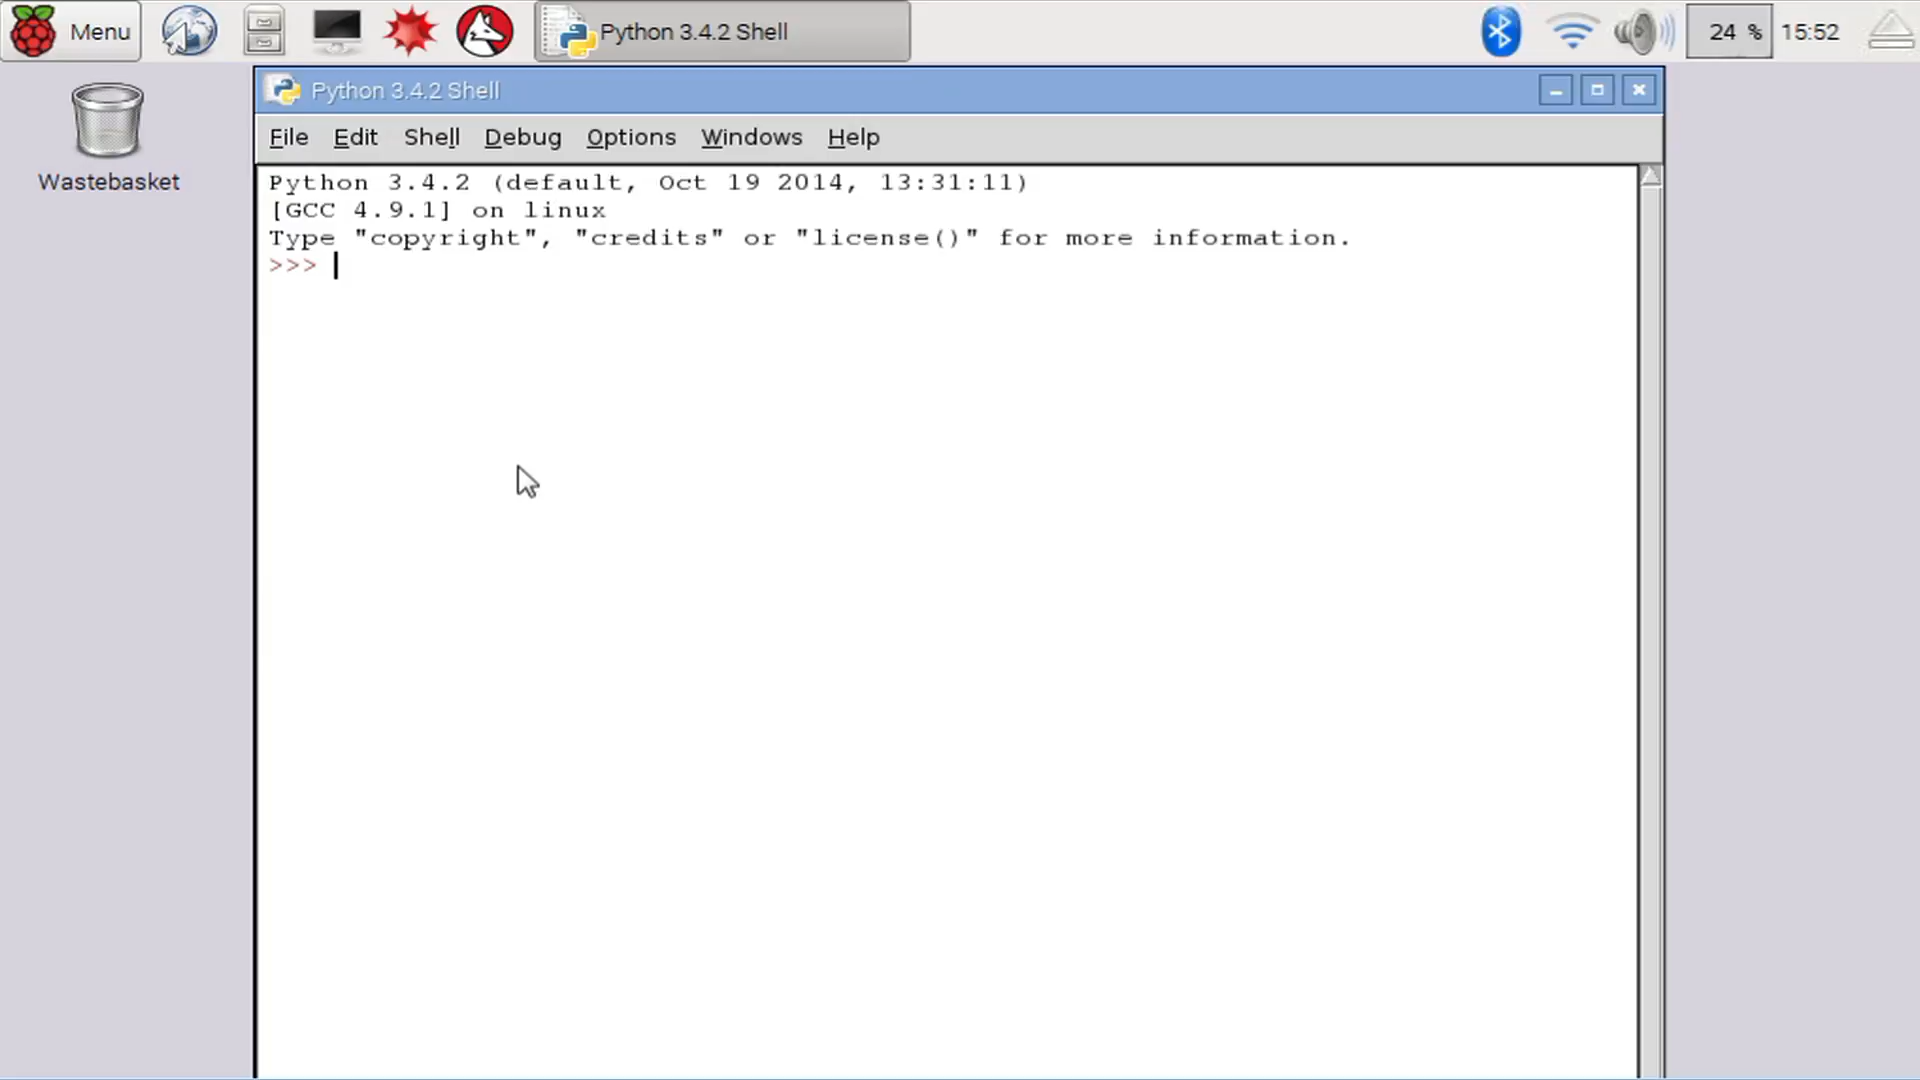 Menu
Python 3.4.2 Shell
24 %
15:52
Wastebasket
Python 3.4.2 Shell
File Edit Shell Debug Options Windows Help
Python 3.4.2 (default, Oct 19 2014, 13:31:11)
[GCC 4.9.1] on linux
Type "copyright", "credits" or "license()" for more information.
>>>